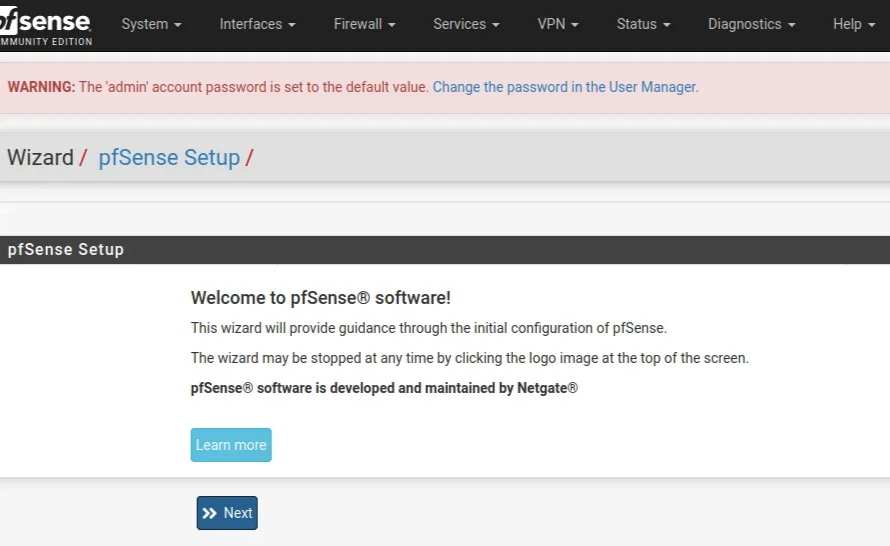 pfsense
System Interfaces Firewall Services VPN Status Diagnostics Help
MMUNITY EDITION
WARNING: The 'admin' account password is set to the default value. Change the password in the User Manager.
Wizard / pfSense Setup /
pfSense Setup
Welcome to pfSense® software!
This wizard will provide guidance through the initial configuration of pfSense.
The wizard may be stopped at any time by clicking the logo image at the top of the screen.
pfSense® software is developed and maintained by Netgate®
Learn more
Next